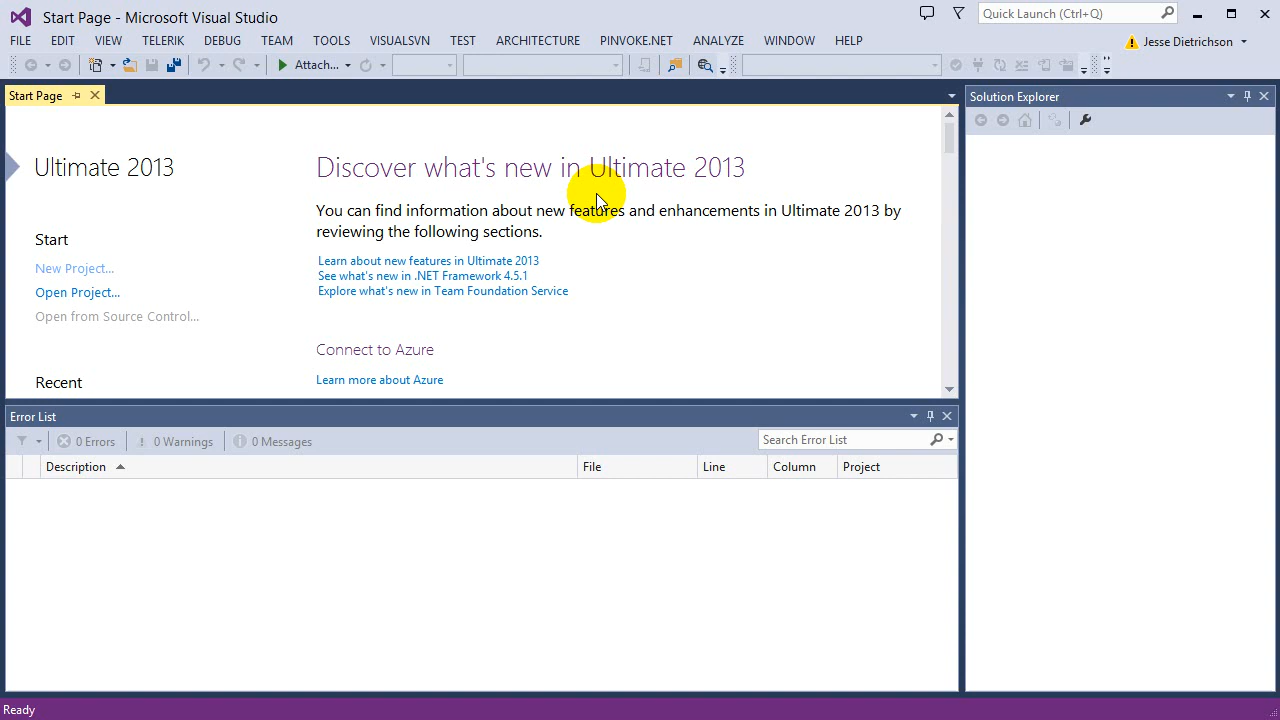 Start Page - Microsoft Visual Studio
Quick Launch (Ctrl+Q)
FILE EDIT VIEW TELERIK DEBUG TEAM TOOLS VISUALSVN TEST ARCHITECTURE PINVOKE.NET ANALYZE WINDOW HELP
Jesse Dietrichson
Attach...
Start Page
Solution Explorer
Ultimate 2013
Start
New Project...
Open Project...
Open from Source Control...
Recent
Discover what's new in Ultimate 2013
You can find information about new features and enhancements in Ultimate 2013 by
reviewing the following sections.
Learn about new features in Ultimate 2013
See what's new in .NET Framework 4.5.1
Explore what's new in Team Foundation Service
Connect to Azure
Learn more about Azure
Error List
0 Errors 0 Warnings 0 Messages
Search Error List
Description File Line Column Project
Ready